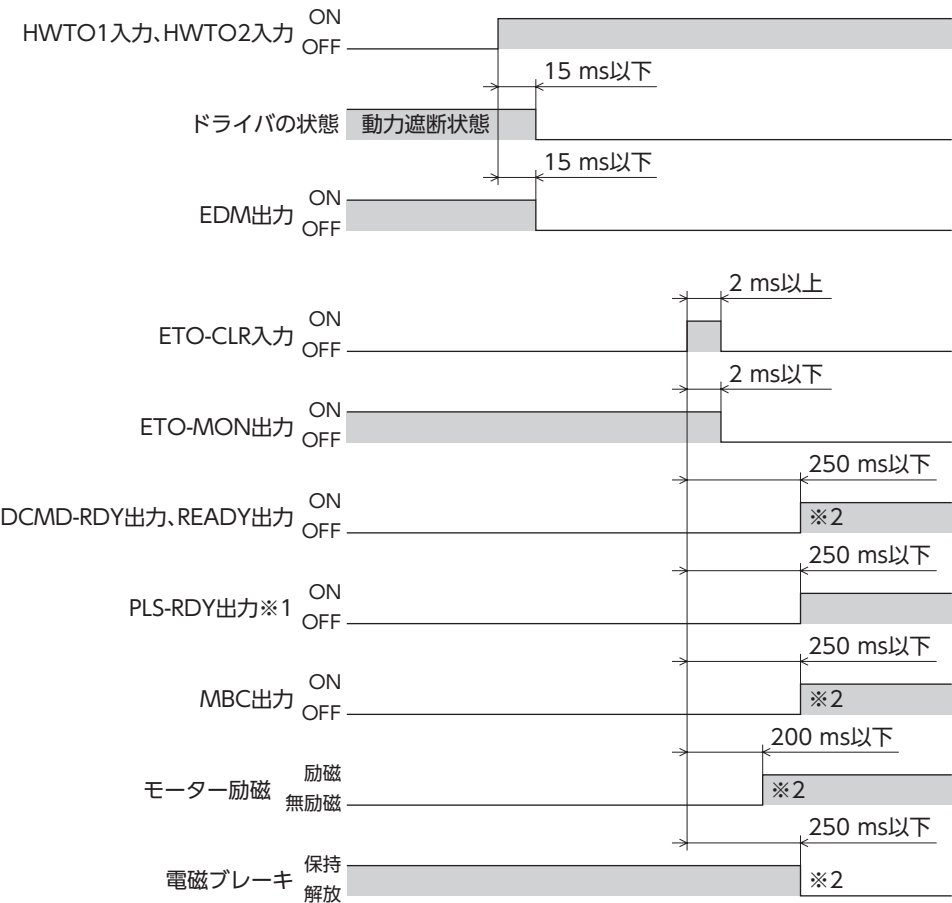 HWTO1入力、HWTO2入力 ON
OFF
15 ms以下
ドライバの状態 動力遮断状態
15 ms以下
EDM出力 ON
OFF
2 ms以上
ETO-CLR入力 ON
OFF
2 ms以下
ETO-MON出力 ON
OFF
250 ms以下
DCMD-RDY出力、READY出力 ON
OFF
※2
250 ms以下
PLS-RDY出力※1 ON
OFF
250 ms以下
MBC出力 ON
OFF
※2
200 ms以下
モーター励磁 励磁
無励磁
※2
250 ms以下
電磁ブレーキ 保持
解放
※2